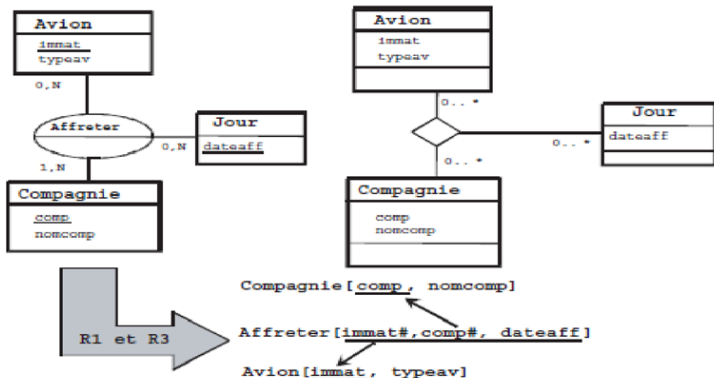 Avion
immat
typeav
0,N
Affreter
Jour
0,N
dateaff
1,N
Compagnie
comp
nomcomp
Avion
immat
typeav
0..*
Jour
dateaff
0..*
0..*
Compagnie
comp
nomcomp
R1 et R3
Compagnie[comp, nomcomp]
Affreter[immat#,comp#, dateaff]
Avion[immat, typeav]